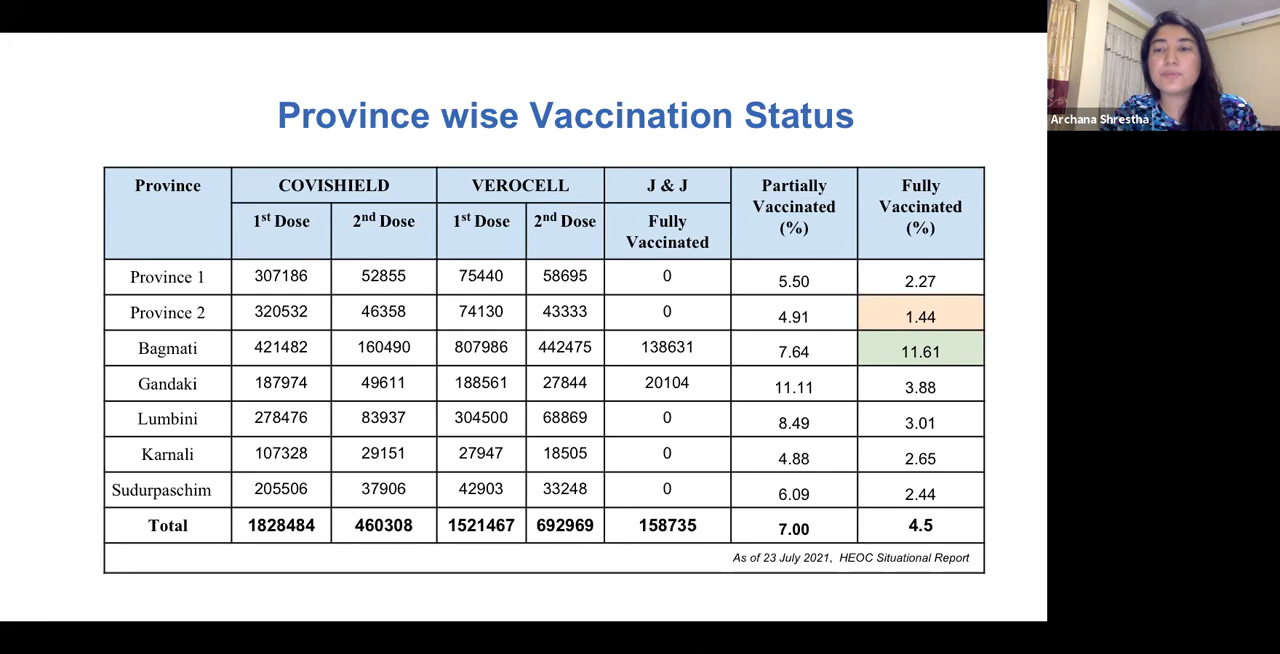 Province wise Vaccination Status
Archana Shrestha
Province COVISHIELD VEROCELL J & J Partially Vaccinated (%) Fully Vaccinated (%)
1st Dose 2nd Dose 1st Dose 2nd Dose Fully Vaccinated
Province 1 307186 52855 75440 58695 0 5.50 2.27
Province 2 320532 46358 74130 43333 0 4.91 1.44
Bagmati 421482 160490 807986 442475 138631 7.64 11.61
Gandaki 187974 49611 188561 27844 20104 11.11 3.88
Lumbini 278476 83937 304500 68869 0 8.49 3.01
Karnali 107328 29151 27947 18505 0 4.88 2.65
Sudurpaschim 205506 37906 42903 33248 0 6.09 2.44
Total 1828484 460308 1521467 692969 158735 7.00 4.5
As of 23 July 2021, HEOC Situational Report